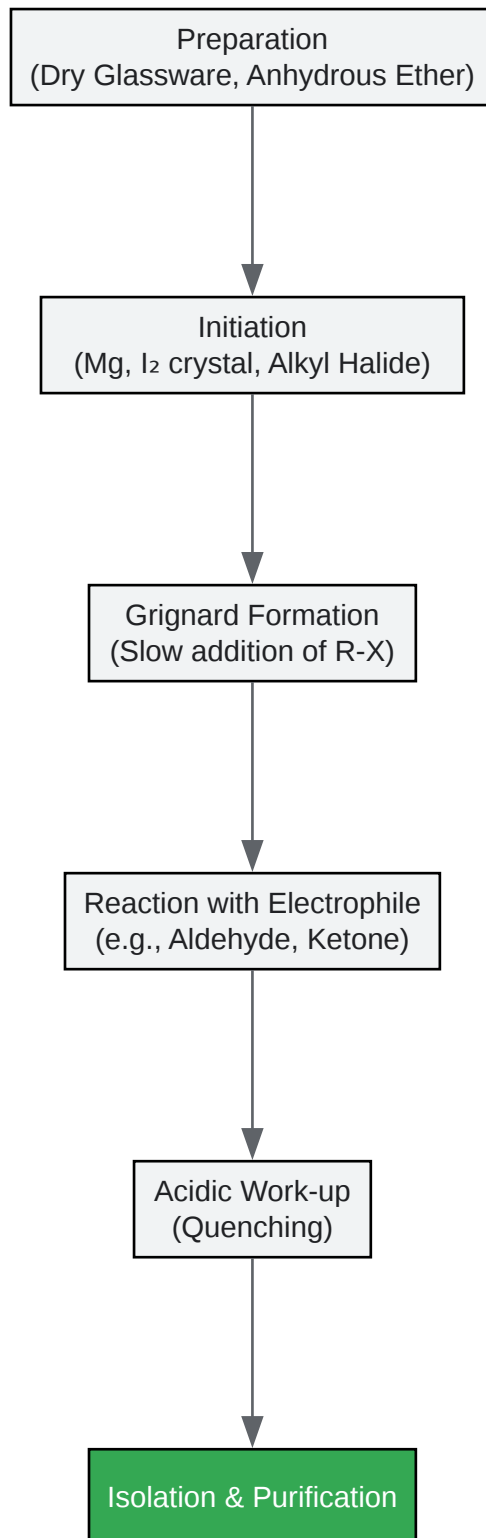 Preparation
(Dry Glassware, Anhydrous Ether)
Initiation
(Mg, I₂ crystal, Alkyl Halide)
Grignard Formation
(Slow addition of R-X)
Reaction with Electrophile
(e.g., Aldehyde, Ketone)
Acidic Work-up
(Quenching)
Isolation & Purification